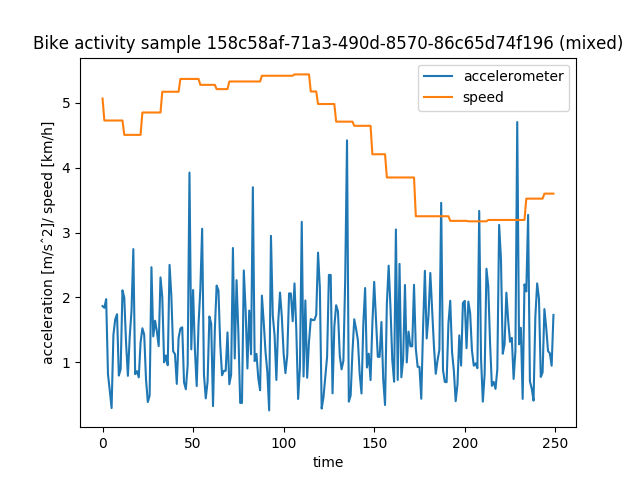 Bike activity sample 158c58af-71a3-490d-8570-86c65d74f196 (mixed)
accelerometer
speed
acceleration [m/s^2]/ speed [km/h]
5
4
3
2
1
0
50
100
150
200
250
time